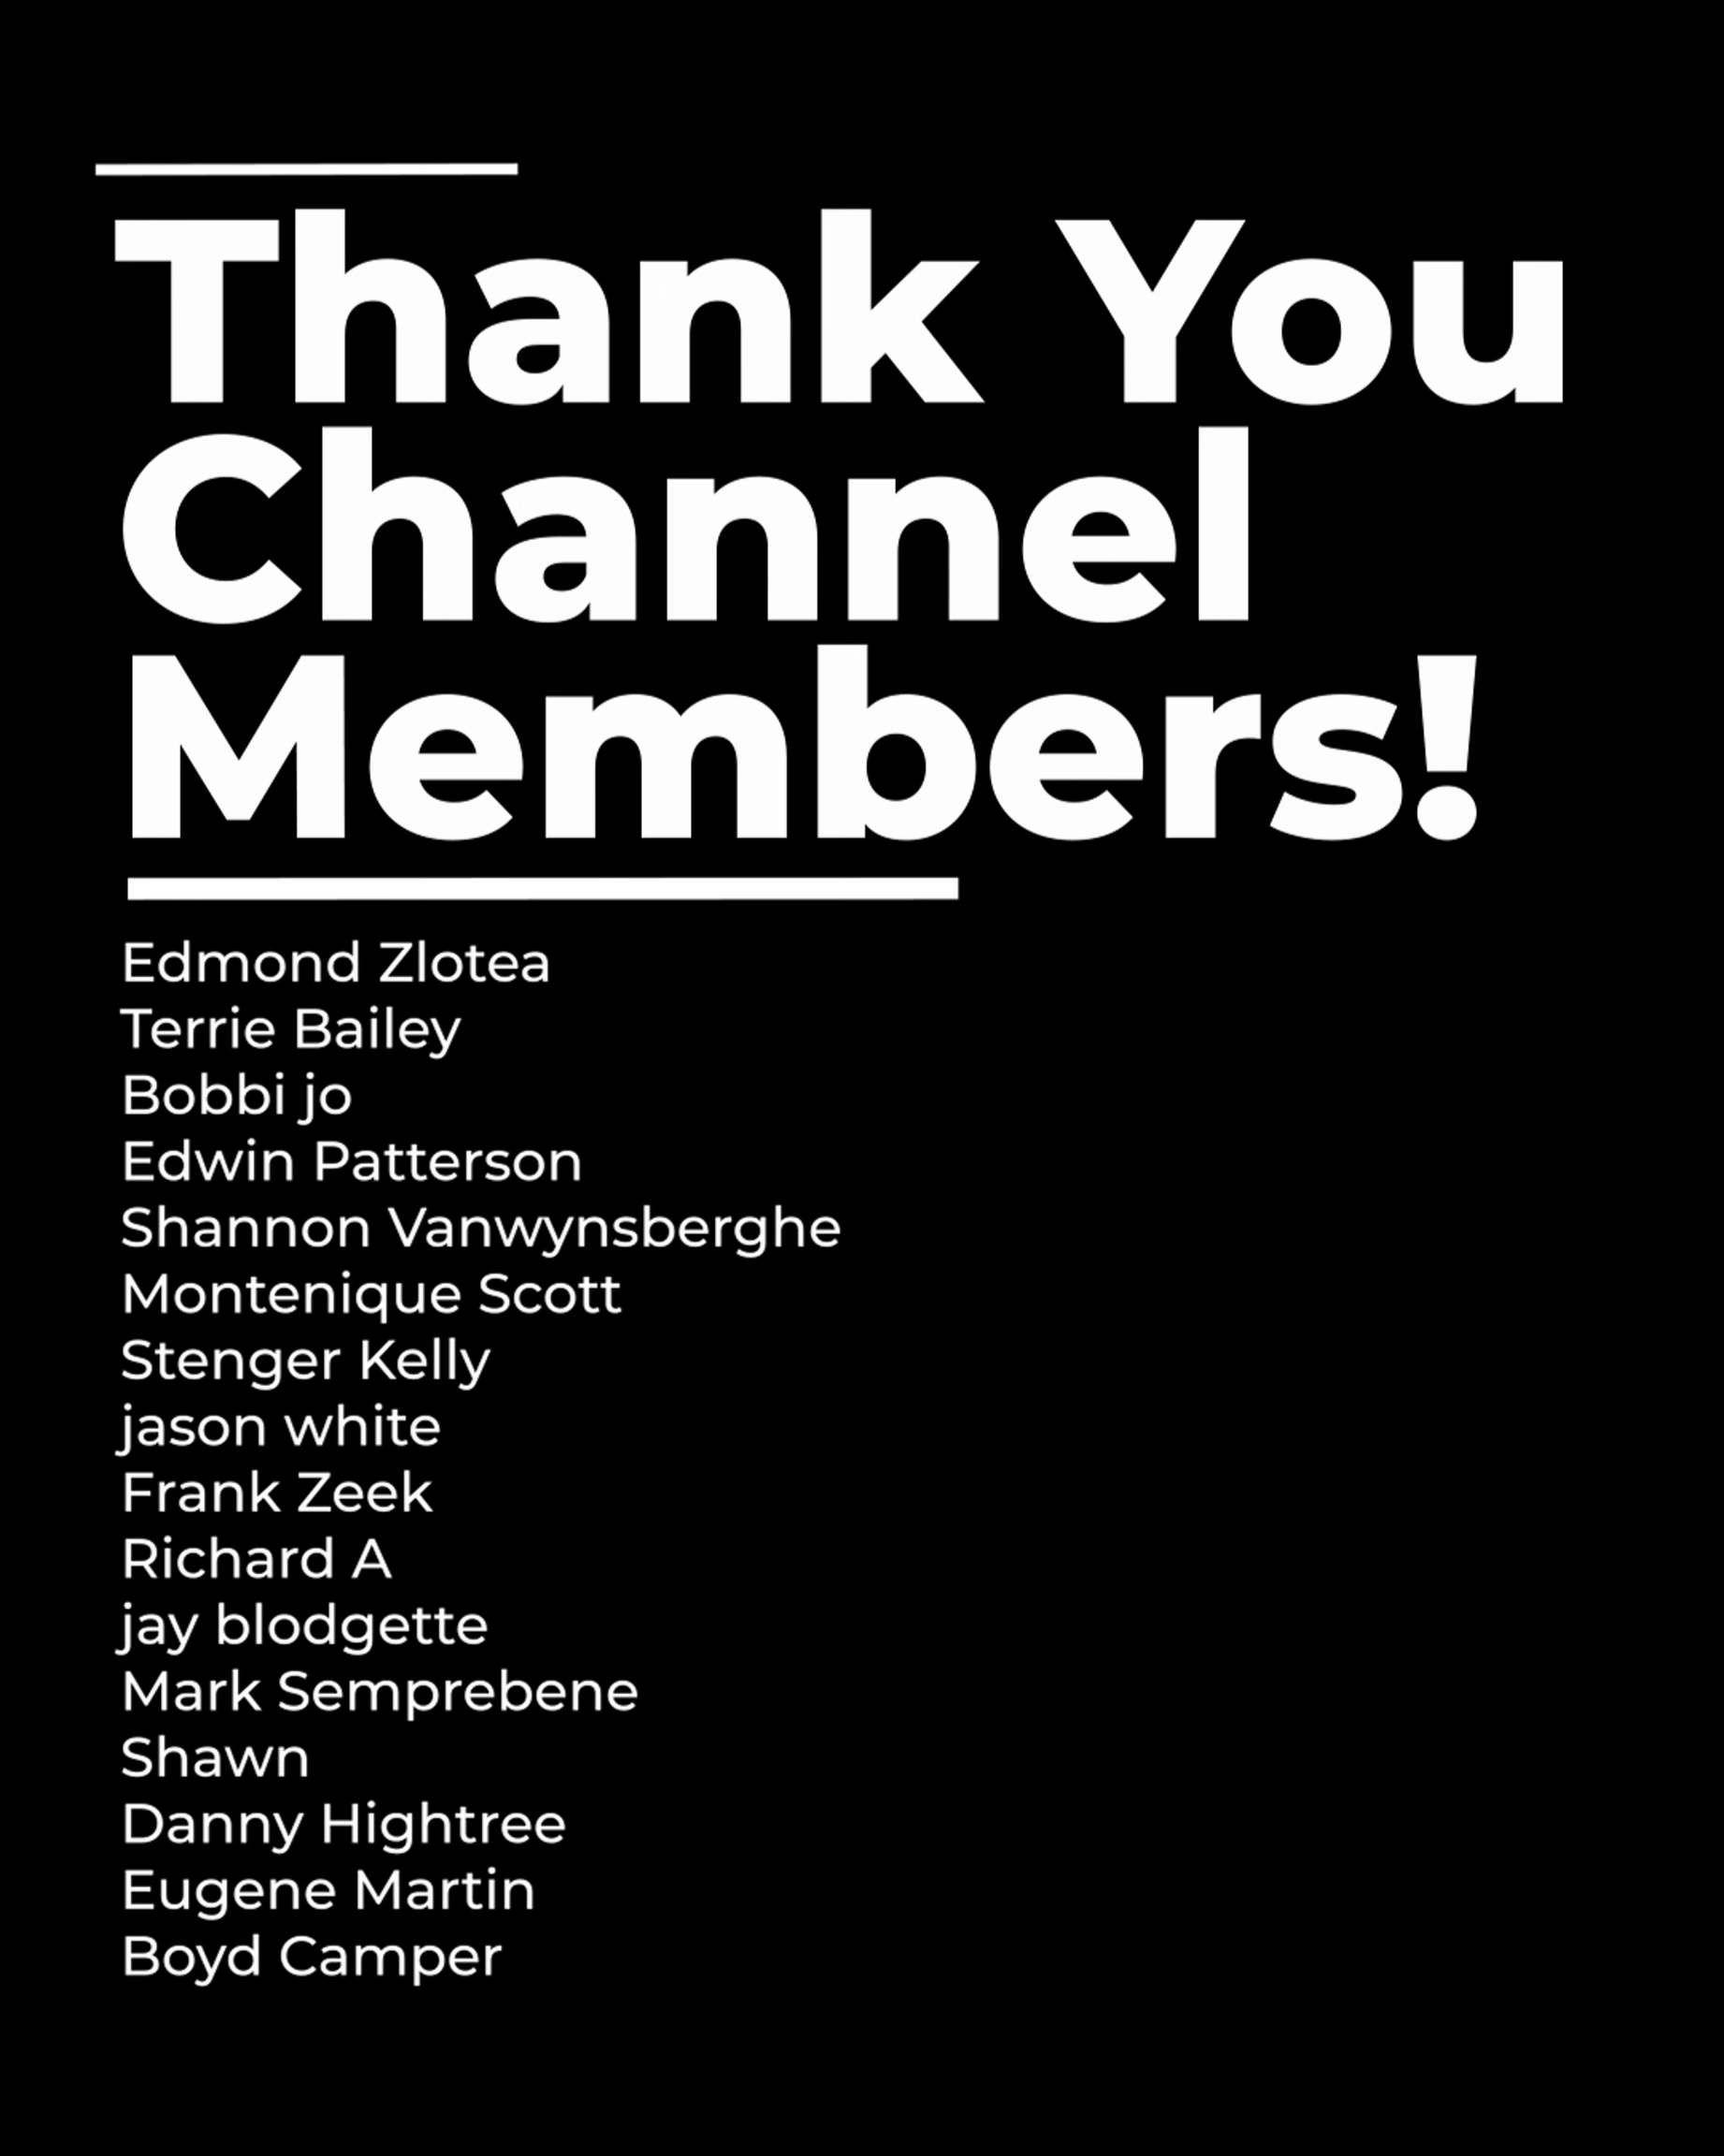 Thank You
Channel
Members!
Edmond Zlotea
Terrie Bailey
Bobbi jo
Edwin Patterson
Shannon Vanwynsberghe
Montenique Scott
Stenger Kelly
jason white
Frank Zeek
Richard A
jay blodgette
Mark Semprebene
Shawn
Danny Hightree
Eugene Martin
Boyd Camper